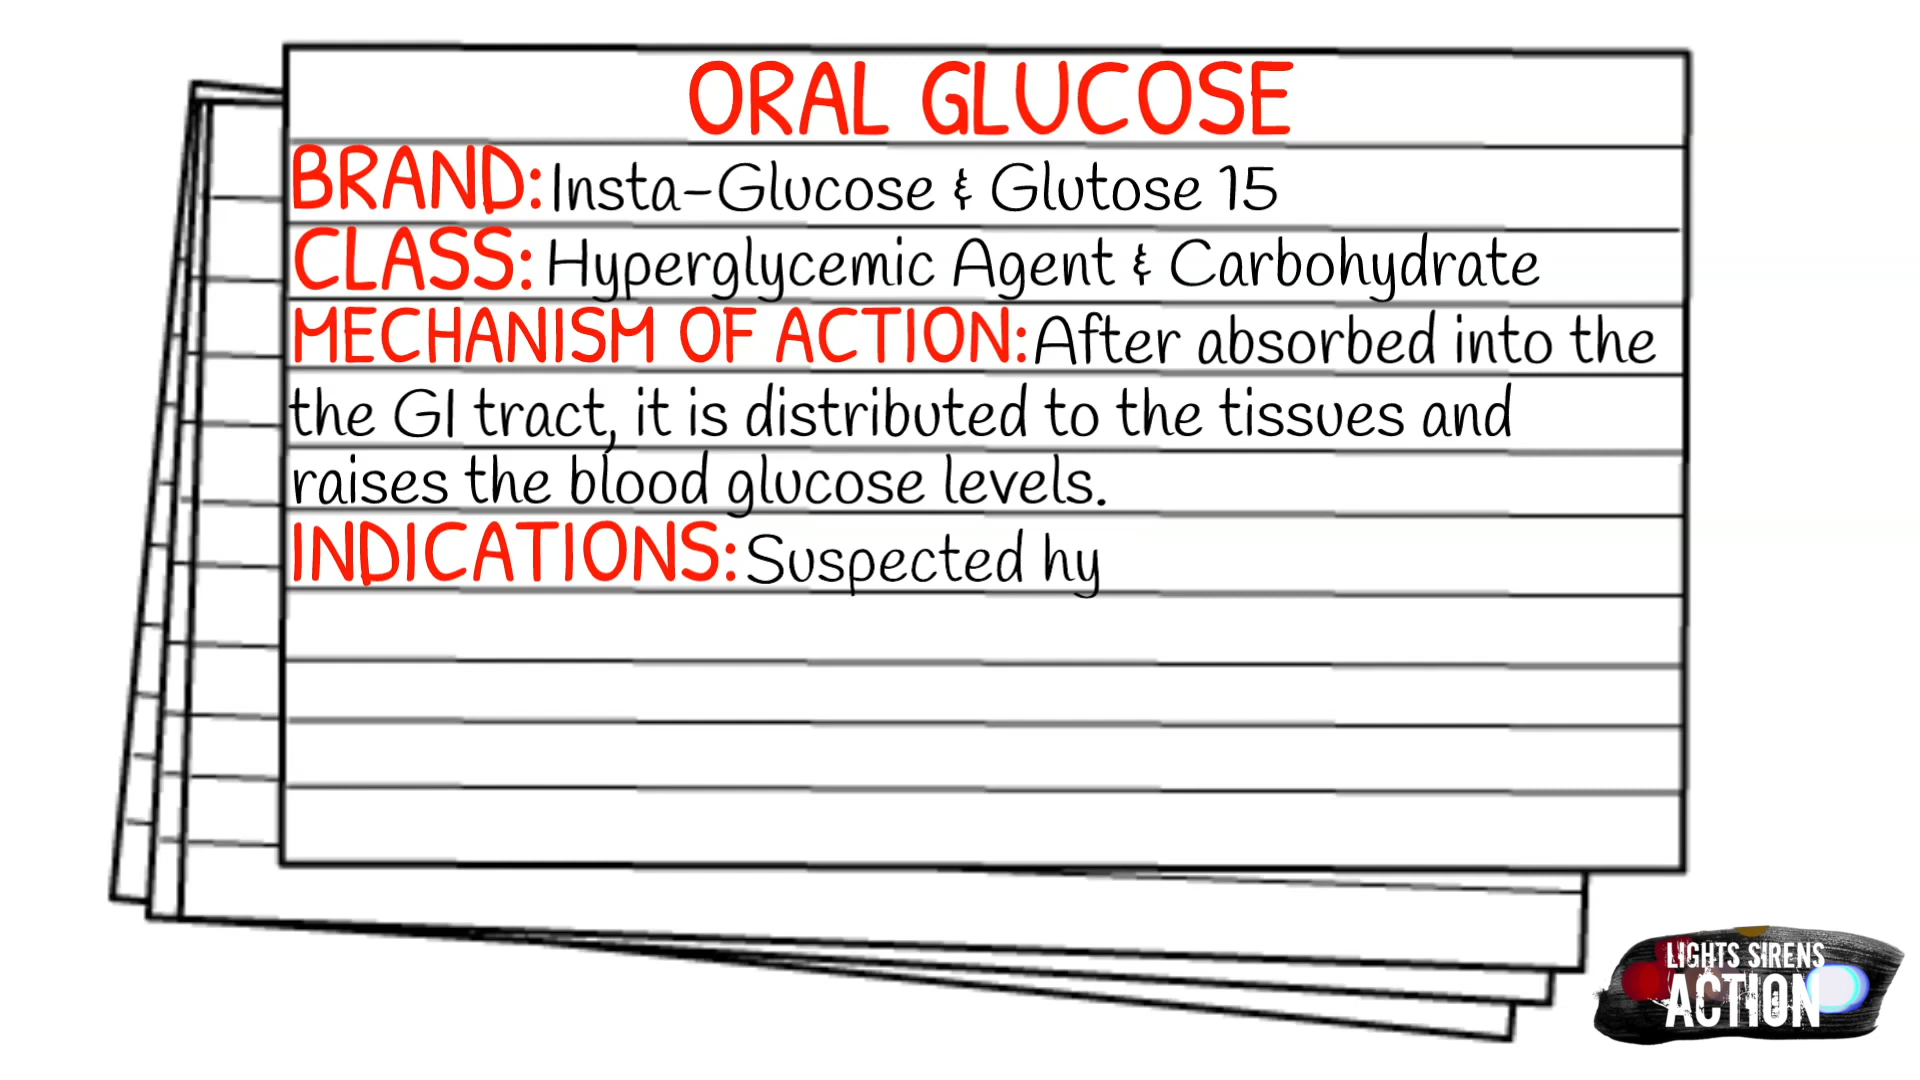 ORAL GLUCOSE
BRAND: Insta-Glucose & Glutose 15
CLASS: Hyperglycemic Agent & Carbohydrate
MECHANISM OF ACTION: After absorbed into the
the GI tract, it is distributed to the tissues and
raises the blood glucose levels.
INDICATIONS: Suspected hy
LIGHTS SIRENS
ACTION